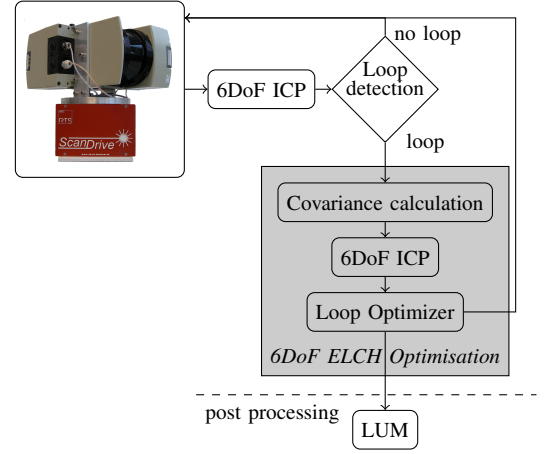 no loop
RTS
ScanDrive
6DoF ICP
Loop
detection
loop
Covariance calculation
6DoF ICP
Loop Optimizer
6DoF ELCH Optimisation
post processing
LUM